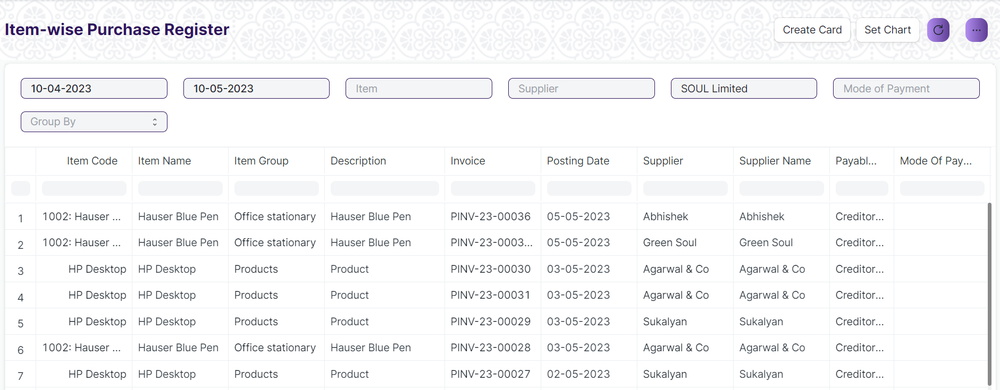 Item-wise Purchase Register
Create Card
Set Chart
10-04-2023
10-05-2023
Item
Supplier
SOUL Limited
Mode of Payment
Group By
Item Code Item Name Item Group Description Invoice Posting Date Supplier Supplier Name Payabl... Mode Of Pay...
1 1002: Hauser ... Hauser Blue Pen Office stationary Hauser Blue Pen PINV-23-00036 05-05-2023 Abhishek Abhishek Creditor...
2 1002: Hauser ... Hauser Blue Pen Office stationary Hauser Blue Pen PINV-23-0003... 05-05-2023 Green Soul Green Soul Creditor...
3 HP Desktop HP Desktop Products Product PINV-23-00030 03-05-2023 Agarwal & Co Agarwal & Co Creditor...
4 HP Desktop HP Desktop Products Product PINV-23-00031 03-05-2023 Agarwal & Co Agarwal & Co Creditor...
5 HP Desktop HP Desktop Products Product PINV-23-00029 03-05-2023 Sukalyan Sukalyan Creditor...
6 1002: Hauser ... Hauser Blue Pen Office stationary Hauser Blue Pen PINV-23-00028 03-05-2023 Agarwal & Co Agarwal & Co Creditor...
7 HP Desktop HP Desktop Products Product PINV-23-00027 02-05-2023 Sukalyan Sukalyan Creditor...